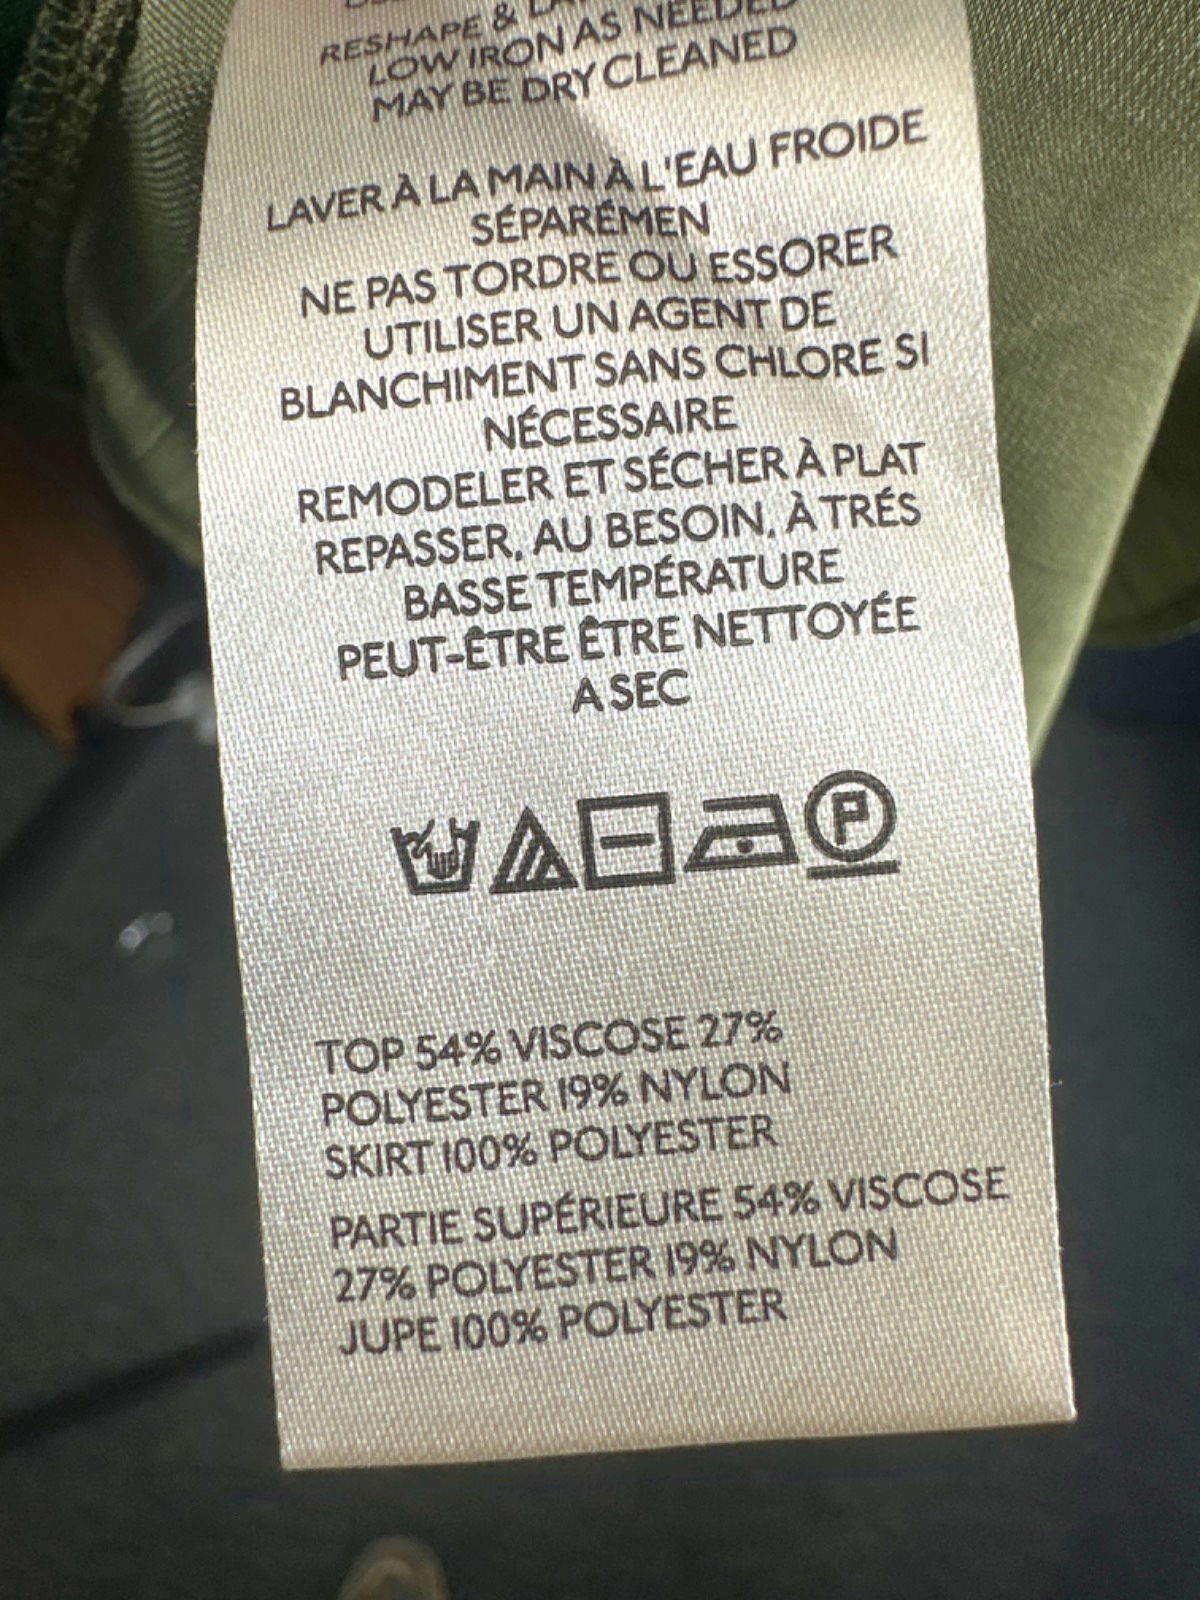 RESHAPE &
LOW IRON AS NEEDED
MAY BE DRY CLEANED
LAVER À LA MAIN À L'EAU FROIDE
SÉPARÉMEN
NE PAS TORDRE OU ESSORER
UTILISER UN AGENT DE
BLANCHIMENT SANS CHLORE SI
NÉCESSAIRE
REMODELER ET SÉCHER À PLAT
REPASSER, AU BESOIN, À TRÉS
BASSE TEMPÉRATURE
PEUT-ÊTRE ÊTRE NETTOYÉE
A SEC
P
TOP 54% VISCOSE 27%
POLYESTER 19% NYLON
SKIRT 100% POLYESTER
PARTIE SUPÉRIEURE 54% VISCOSE
27% POLYESTER 19% NYLON
JUPE 100% POLYESTER